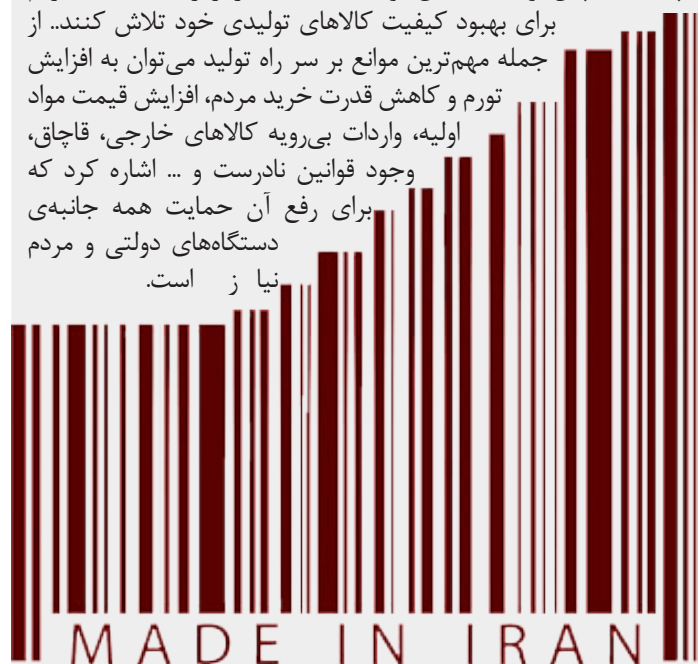 برای بهبود کیفیت کالاهای تولیدی خود تلاش کنند.. از
جمله مهم‌ترین موانع بر سر راه تولید می‌توان به افزایش
تورم و کاهش قدرت خرید مردم، افزایش قیمت مواد
اولیه، واردات بی‌رویه کالاهای خارجی، قاچاق،
وجود قوانین نادرست و ... اشاره کرد که
برای رفع آن حمایت همه جانبه‌ی
دستگاه‌های دولتی و مردم
نیا ز است.
MADE IN IRAN